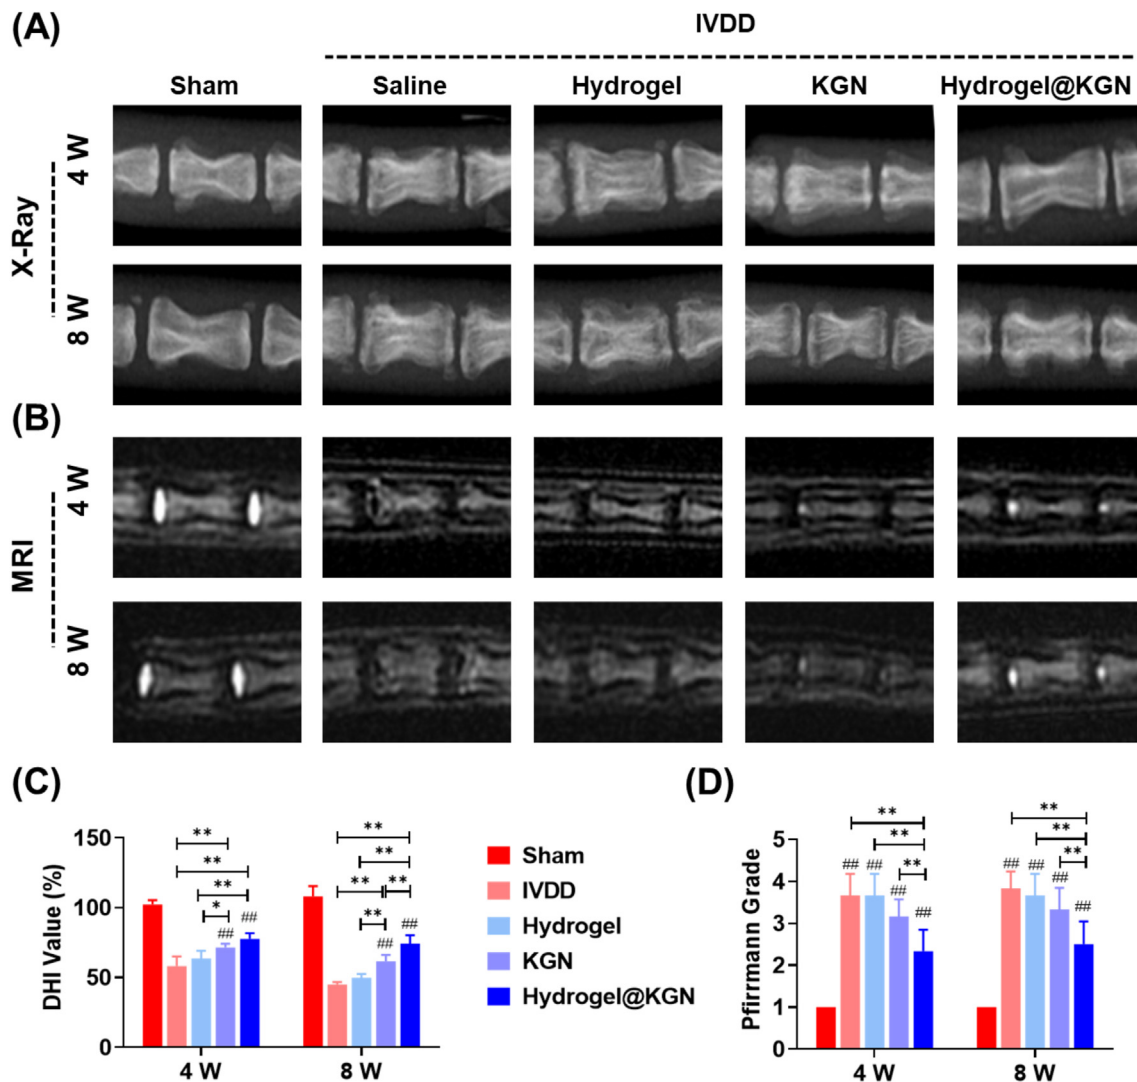 (A)
IVDD
Sham Saline Hydrogel KGN Hydrogel@KGN
X-Ray
4 W
8 W
(B)
MRI
4 W
8 W
(C)
DHI Value (%)
150
100
50
0
**
**
**
*
##
##
**
**
**
**
**
##
##
4 W 8 W
Sham
IVDD
Hydrogel
KGN
Hydrogel@KGN
(D)
Pfirrmann Grade
5
4
3
2
1
0
**
**
**
##
##
##
##
**
**
**
##
##
##
##
4 W 8 W